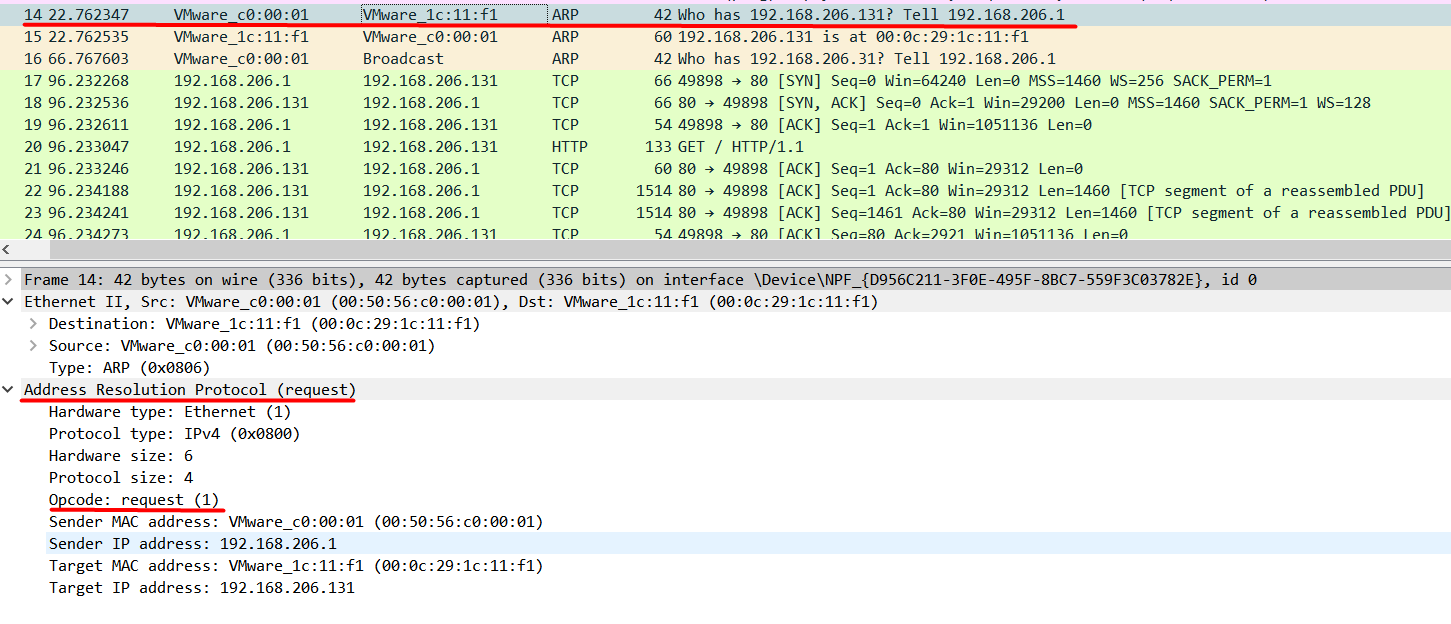 14 22.762347 VMware_c0:00:01 VMware_1c:11:f1 ARP 42 Who has 192.168.206.131? Tell 192.168.206.1
15 22.762535 VMware_1c:11:f1 VMware_c0:00:01 ARP 60 192.168.206.131 is at 00:0c:29:1c:11:f1
16 66.767603 VMware_c0:00:01 Broadcast ARP 42 Who has 192.168.206.31? Tell 192.168.206.1
17 96.232268 192.168.206.1 192.168.206.131 TCP 66 49898 → 80 [SYN] Seq=0 Win=64240 Len=0 MSS=1460 WS=256 SACK_PERM=1
18 96.232536 192.168.206.131 192.168.206.1 TCP 66 80 → 49898 [SYN, ACK] Seq=0 Ack=1 Win=29200 Len=0 MSS=1460 SACK_PERM=1 WS=128
19 96.232611 192.168.206.1 192.168.206.131 TCP 54 49898 → 80 [ACK] Seq=1 Ack=1 Win=1051136 Len=0
20 96.233047 192.168.206.1 192.168.206.131 HTTP 133 GET / HTTP/1.1
21 96.233246 192.168.206.131 192.168.206.1 TCP 60 80 → 49898 [ACK] Seq=1 Ack=80 Win=29312 Len=0
22 96.234188 192.168.206.131 192.168.206.1 TCP 1514 80 → 49898 [ACK] Seq=1 Ack=80 Win=29312 Len=1460 [TCP segment of a reassembled PDU]
23 96.234241 192.168.206.131 192.168.206.1 TCP 1514 80 → 49898 [ACK] Seq=1461 Ack=80 Win=29312 Len=1460 [TCP segment of a reassembled PDU]
24 96.234273 192.168.206.1 192.168.206.131 TCP 54 49898 → 80 [ACK] Seq=80 Ack=2921 Win=1051136 Len=0
Frame 14: 42 bytes on wire (336 bits), 42 bytes captured (336 bits) on interface \Device\NPF_{D956C211-3F0E-495F-8BC7-559F3C03782E}, id 0
Ethernet II, Src: VMware_c0:00:01 (00:50:56:c0:00:01), Dst: VMware_1c:11:f1 (00:0c:29:1c:11:f1)
Destination: VMware_1c:11:f1 (00:0c:29:1c:11:f1)
Source: VMware_c0:00:01 (00:50:56:c0:00:01)
Type: ARP (0x0806)
Address Resolution Protocol (request)
Hardware type: Ethernet (1)
Protocol type: IPv4 (0x0800)
Hardware size: 6
Protocol size: 4
Opcode: request (1)
Sender MAC address: VMware_c0:00:01 (00:50:56:c0:00:01)
Sender IP address: 192.168.206.1
Target MAC address: VMware_1c:11:f1 (00:0c:29:1c:11:f1)
Target IP address: 192.168.206.131